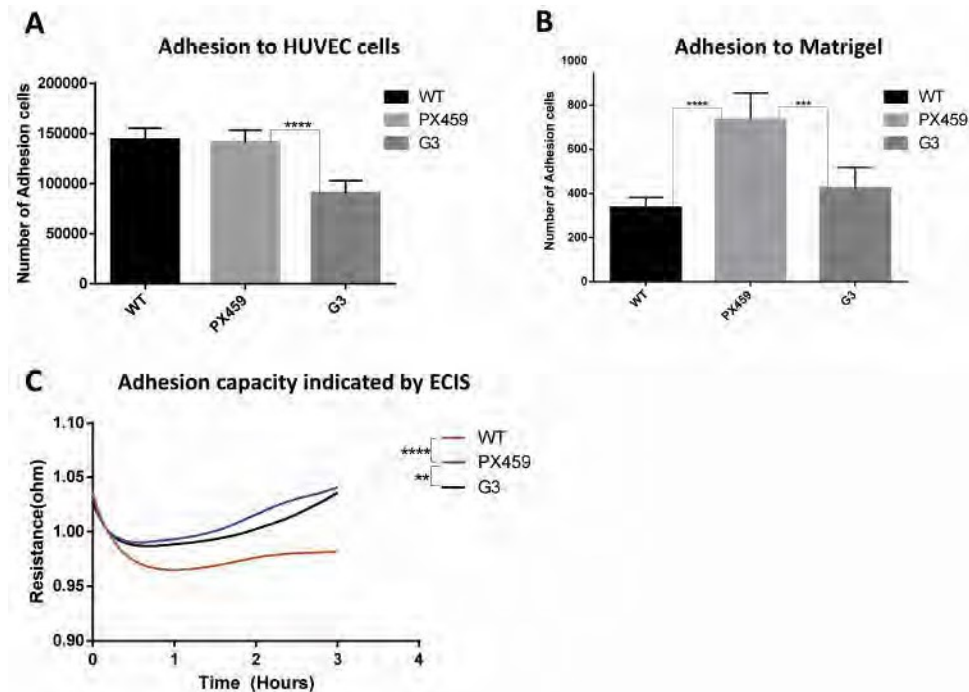 A
Adhesion to HUVEC cells
Number of Adhesion cells
200000
150000
100000
50000
0
****
WT
PX459
G3
WT
PX459
G3
B
Adhesion to Matrigel
Number of Adhesion cells
1000
800
600
400
200
0
****
***
WT
PX459
G3
WT
PX459
G3
C
Adhesion capacity indicated by ECIS
Resistance(ohm)
1.10
1.05
1.00
0.95
0.90
0
1
2
3
4
Time (Hours)
****
**
WT
PX459
G3